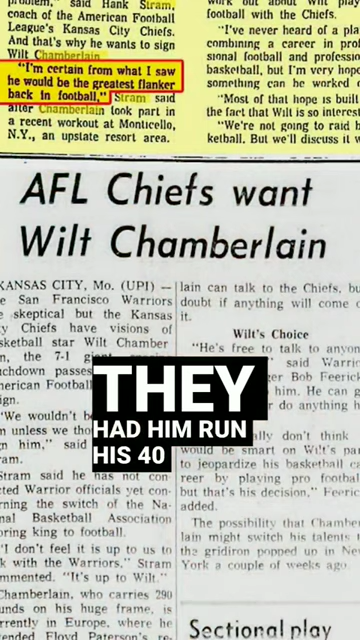 problem," said Hank Stram,
coach of the American Football
League's Kansas City Chiefs.
And that's why he wants to sign
Wilt Chamberlain.
"I'm certain from what I saw
he would be the greatest flanker
back in football," Stram said
after Chamberlain took part in
a recent workout at Monticello,
N.Y., an upstate resort area.
work out about Wilt play
football with the Chiefs.
"I've never heard of a pla
combining a career in pro
sional football and professio
basketball, but I'm very hope
something can be worked
"Most of that hope is buil
the fact that Wilt is so interes
"We're not going to raid b
ketball. But we'll discuss it w
AFL Chiefs want
Wilt Chamberlain
KANSAS CITY, Mo. (UPI) —
e San Francisco Warriors
e skeptical but the Kansas
ty Chiefs have visions of
sketball star Wilt Chamber
n, the 7-1
uchdown passes
merican Football
ign.
"We wouldn't b
m unless we tho
gn him," said
ram.
Stram said he has not con-
cted Warrior officials yet con-
rning the switch of the Na-
nal Basketball Association
oring king to football.
"I don't feel it is up to us to
k with the Warriors," Stram
mmented. "It's up to Wilt."
Chamberlain, who carries 290
unds on his huge frame, is
rrently in Europe, where he
ended Floyd Paterson's re-
lain can talk to the Chiefs, bu
doubt if anything will come o
it.
Wilt's Choice
"He's free to talk to anyon
said Warrio
ger Bob Feeric
him. He can g
r do anything
ally don't think
would be smart on Wilt's pa
to jeopardize his basketball c
reer by playing pro football
but that's his decision," Feeric
added.
The possibility that Chambe
lain might switch his talents t
the gridiron popped up in New
York a couple of weeks ago.
Sectional play
THEY
HAD HIM RUN
HIS 40